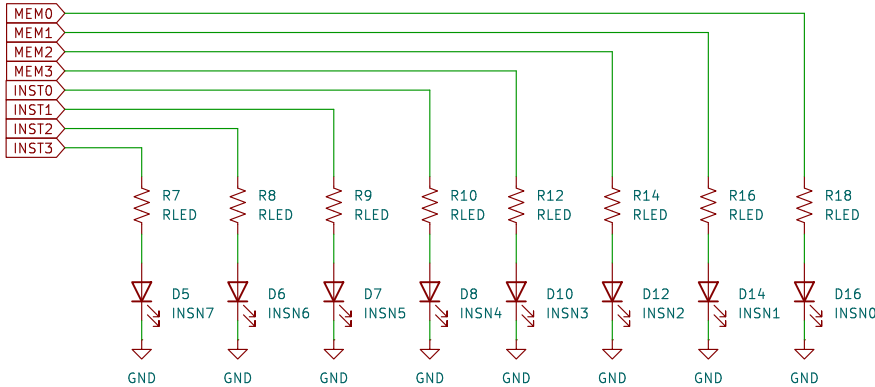 MEM0
MEM1
MEM2
MEM3
INST0
INST1
INST2
INST3
R7 R8 R9 R10 R12 R14 R16 R18
RLED RLED RLED RLED RLED RLED RLED RLED
D5 D6 D7 D8 D10 D12 D14 D16
INSN7 INSN6 INSN5 INSN4 INSN3 INSN2 INSN1 INSN0
GND GND GND GND GND GND GND GND